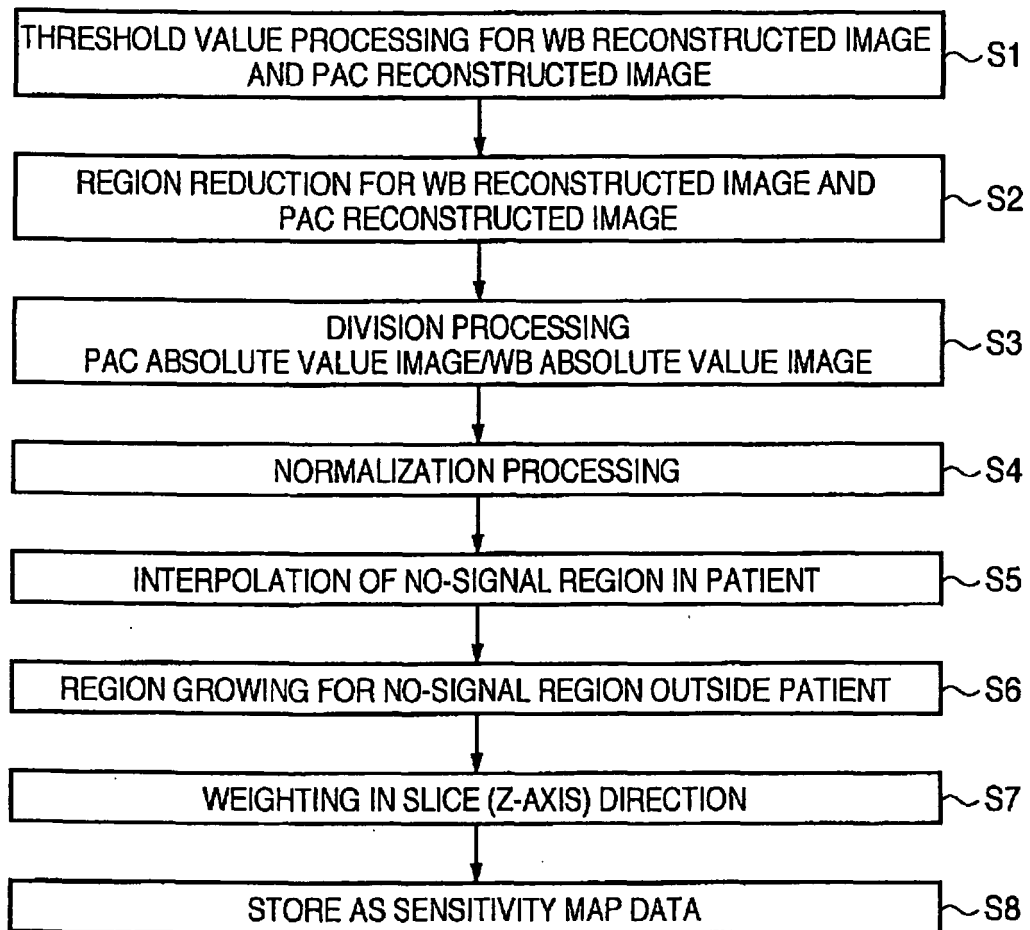 THRESHOLD VALUE PROCESSING FOR WB RECONSTRUCTED IMAGE
AND PAC RECONSTRUCTED IMAGE
S1
REGION REDUCTION FOR WB RECONSTRUCTED IMAGE AND
PAC RECONSTRUCTED IMAGE
S2
DIVISION PROCESSING
PAC ABSOLUTE VALUE IMAGE/WB ABSOLUTE VALUE IMAGE
S3
NORMALIZATION PROCESSING
S4
INTERPOLATION OF NO-SIGNAL REGION IN PATIENT
S5
REGION GROWING FOR NO-SIGNAL REGION OUTSIDE PATIENT
S6
WEIGHTING IN SLICE (Z-AXIS) DIRECTION
S7
STORE AS SENSITIVITY MAP DATA
S8